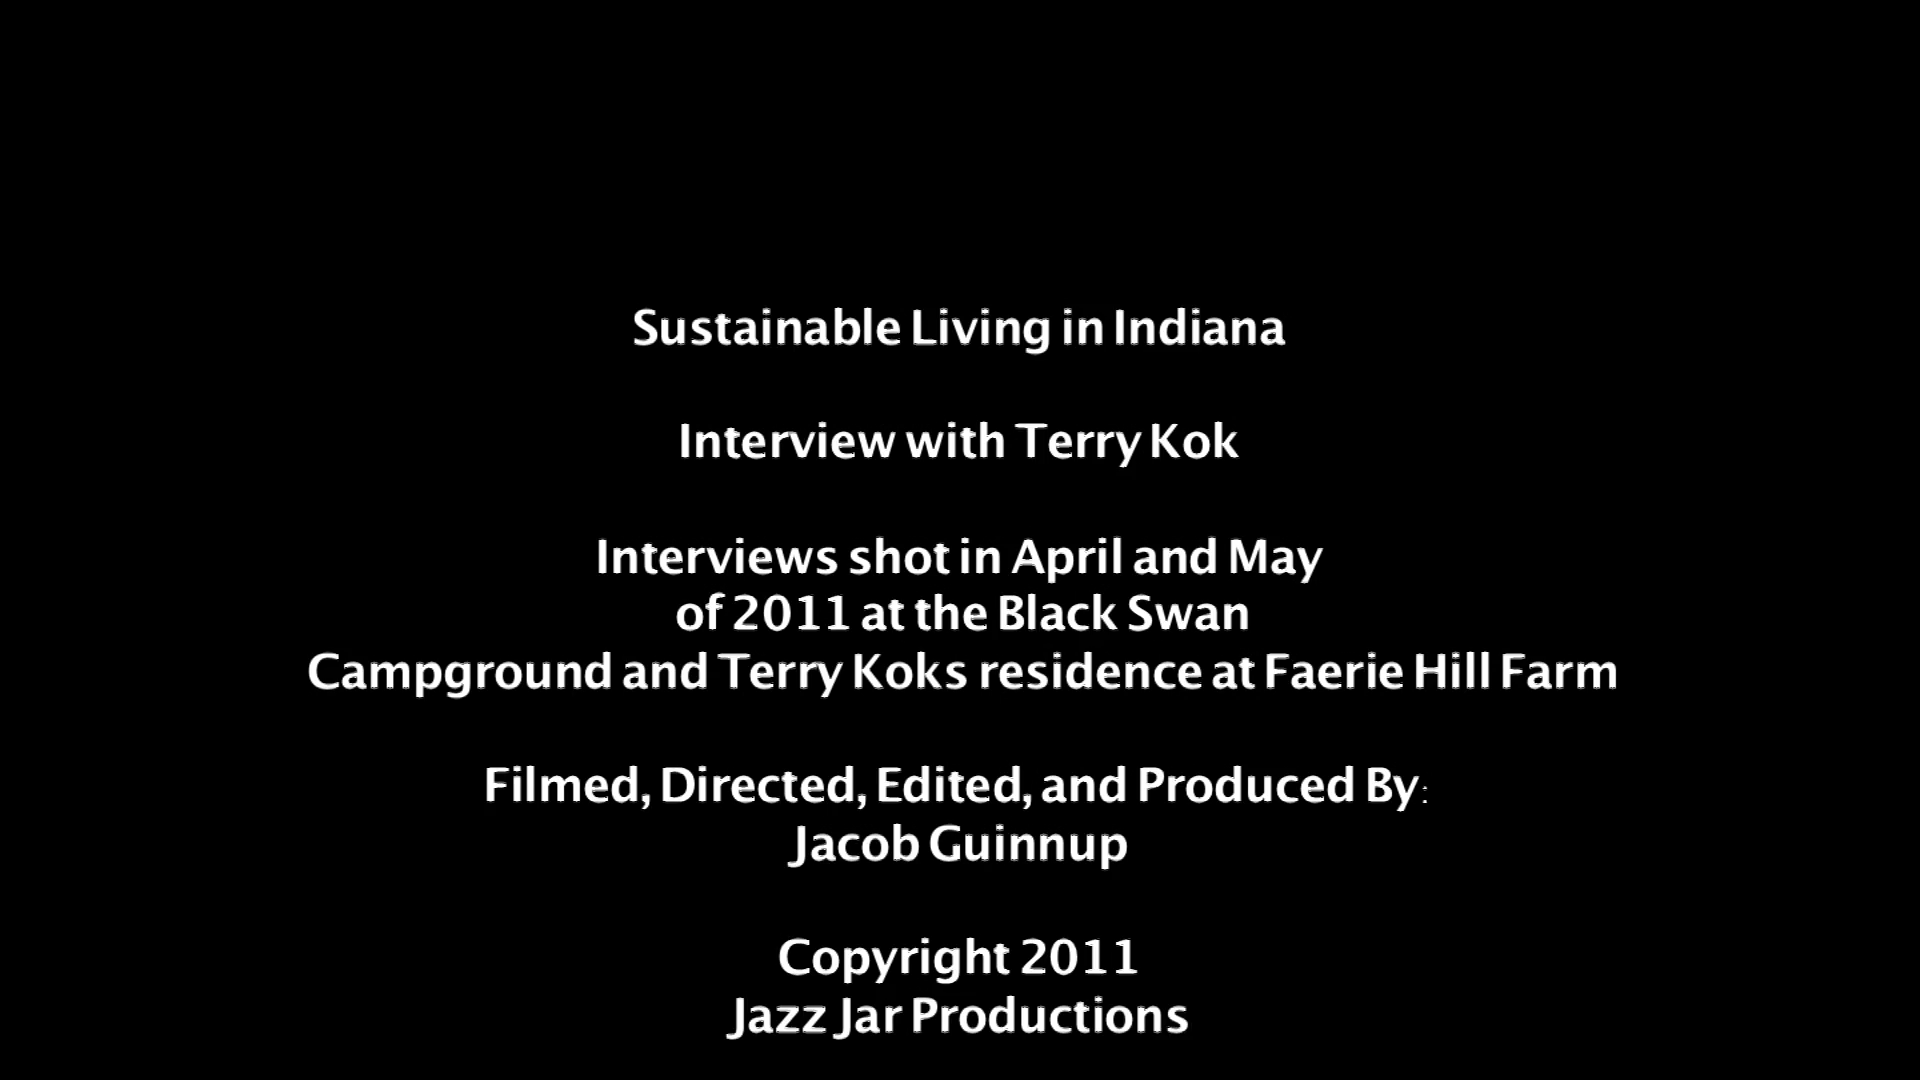 Sustainable Living in Indiana
Interview with Terry Kok
Interviews shot in April and May
of 2011 at the Black Swan
Campground and Terry Koks residence at Faerie Hill Farm
Filmed, Directed, Edited, and Produced By:
Jacob Guinnup
Copyright 2011
Jazz Jar Productions